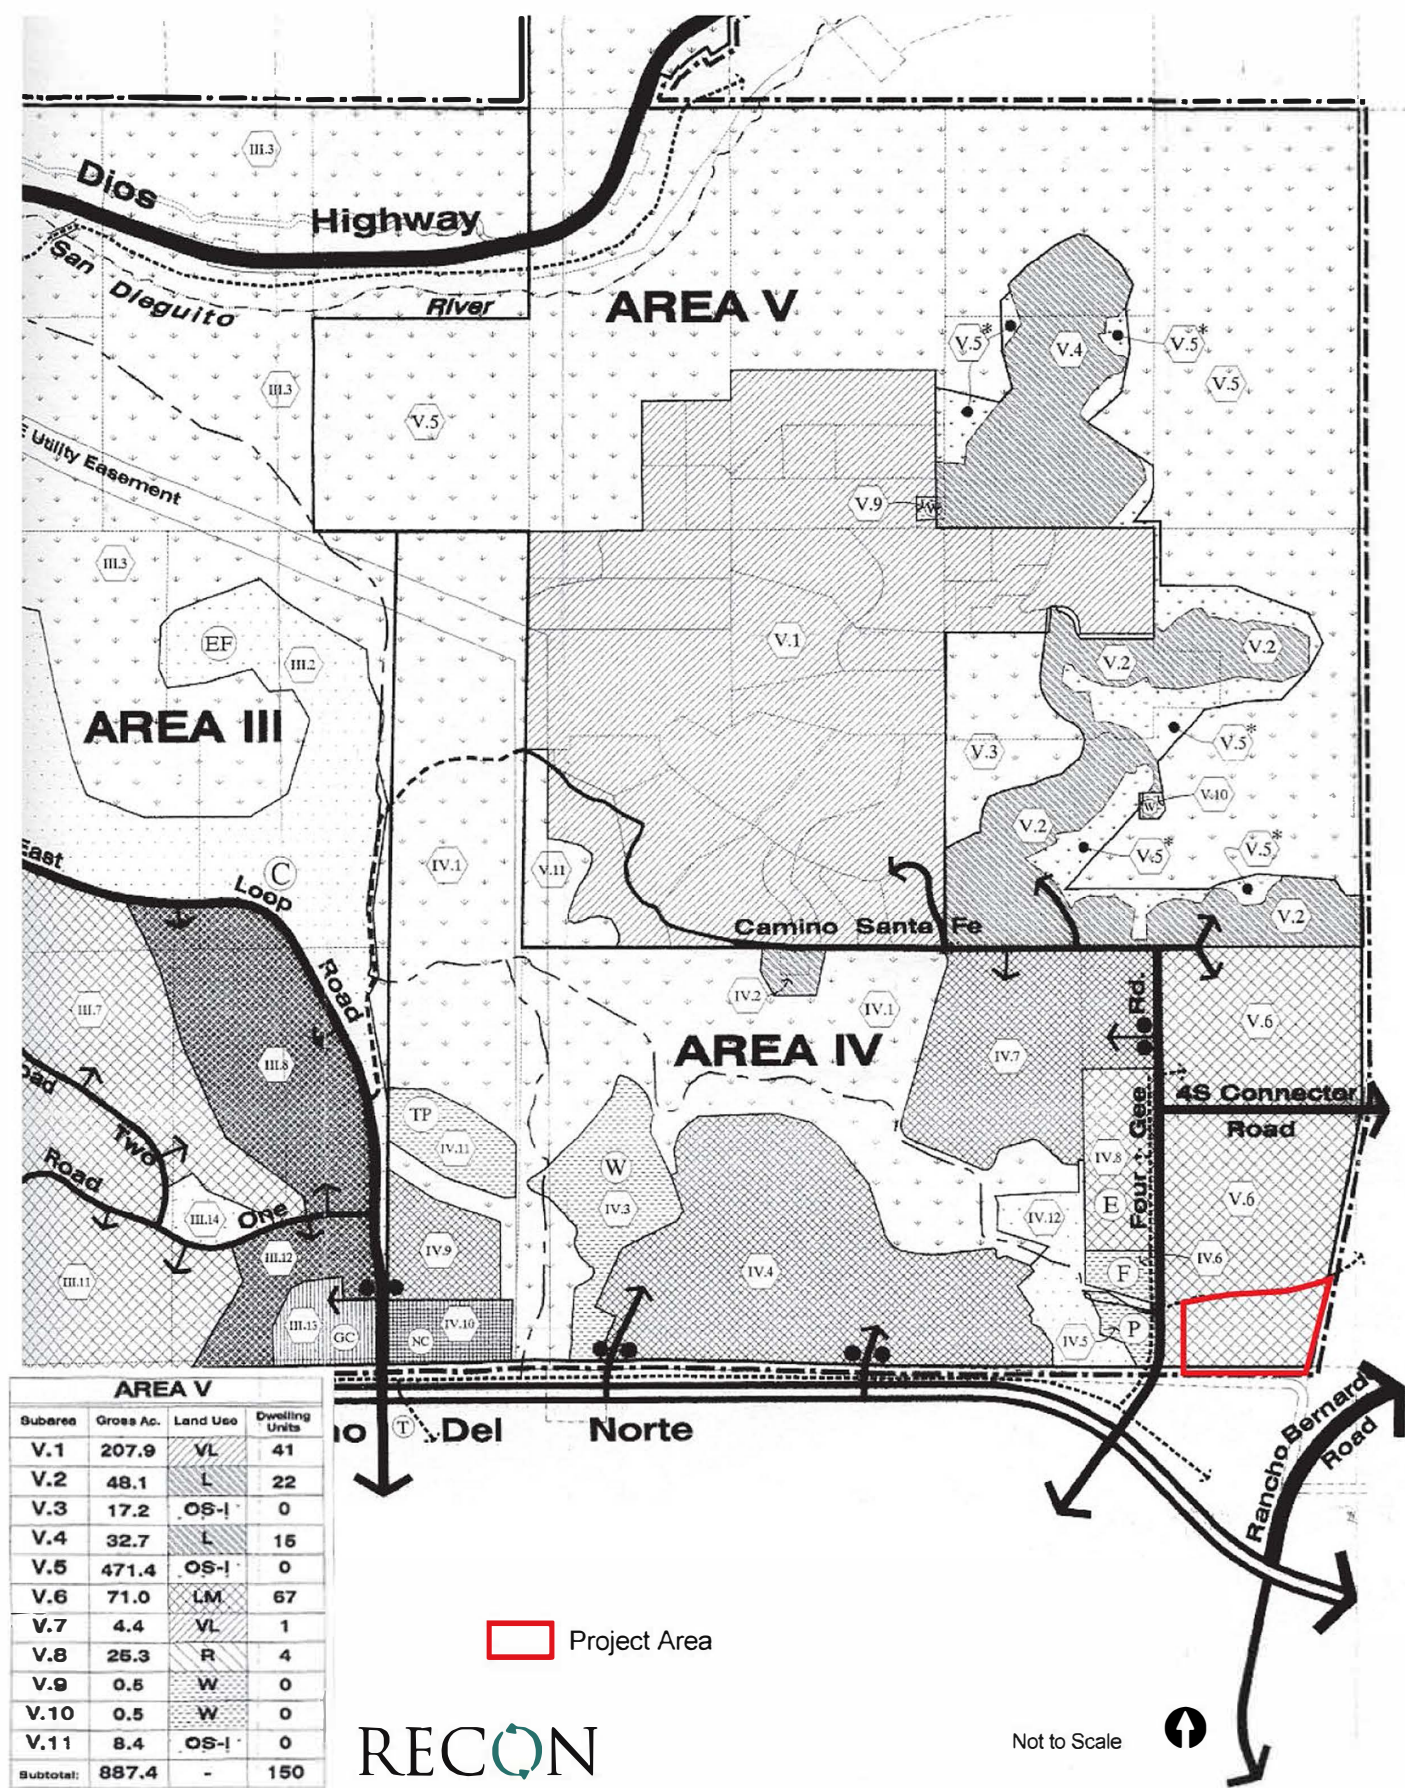 III.3
Dios
Highway
San
Dieguito
River
AREA V
V.5*
V.4
V.5*
V.5
III.3
V.5
E Utility Easement
V.9
W
III.3
EF
III.2
V.1
V.2
V.2
AREA III
V.3
V.5*
V.10
W
V.2
V.5*
V.5*
East
C
Loop
IV.1
V.11
V.2
Camino Santa Fe
Road
IV.2
IV.1
Rd.
III.7
V.6
AREA IV
III.8
IV.7
oad
4S Connector
Road
TP
Two
IV.11
W
IV.8
Gee
Road
IV.3
E
Four
V.6
III.14
One
IV.12
III.12
IV.9
IV.6
III.11
IV.4
F
III.13
GC
NC
IV.10
IV.5
P
AREA V
Subarea Gross Ac. Land Use Dwelling Units
V.1 207.9 VL 41
V.2 48.1 L 22
V.3 17.2 OS-I 0
V.4 32.7 L 15
V.5 471.4 OS-I 0
V.6 71.0 LM 67
V.7 4.4 VL 1
V.8 25.3 R 4
V.9 0.5 W 0
V.10 0.5 W 0
V.11 8.4 OS-I 0
Subtotal: 887.4 - 150
no
T
Del Norte
Rancho Bernardo
Road
Project Area
RECON
Not to Scale